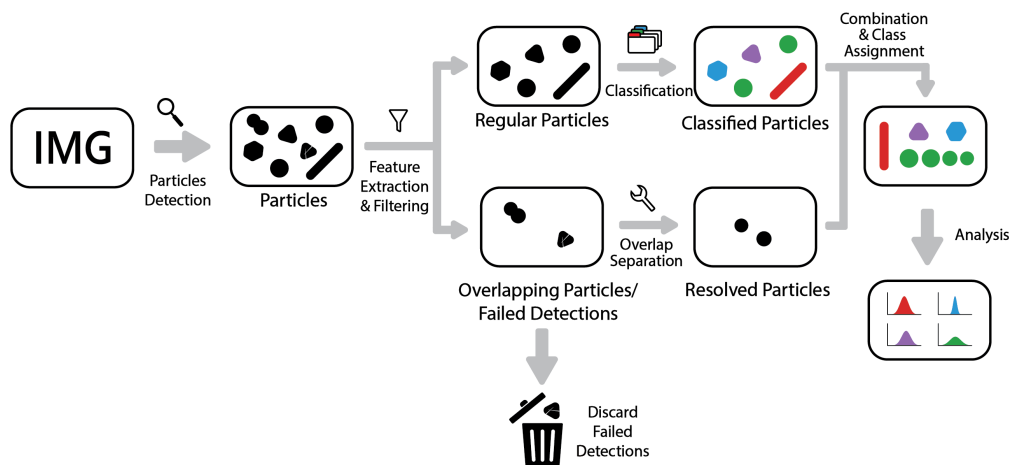 IMG
Particles
Detection
Particles
Feature
Extraction
& Filtering
Regular Particles
Classification
Classified Particles
Combination
& Class
Assignment
Overlapping Particles/
Failed Detections
Overlap
Separation
Resolved Particles
Analysis
Discard
Failed
Detections